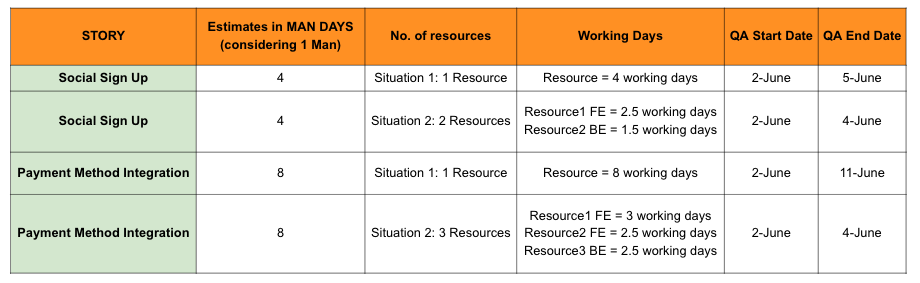 STORY
Estimates in MAN DAYS
(considering 1 Man)
No. of resources
Working Days
QA Start Date
QA End Date
Social Sign Up
4
Situation 1: 1 Resource
Resource = 4 working days
2-June
5-June
Social Sign Up
4
Situation 2: 2 Resources
Resource1 FE = 2.5 working days
Resource2 BE = 1.5 working days
2-June
4-June
Payment Method Integration
8
Situation 1: 1 Resource
Resource = 8 working days
2-June
11-June
Payment Method Integration
8
Situation 2: 3 Resources
Resource1 FE = 3 working days
Resource2 FE = 2.5 working days
Resource3 BE = 2.5 working days
2-June
4-June